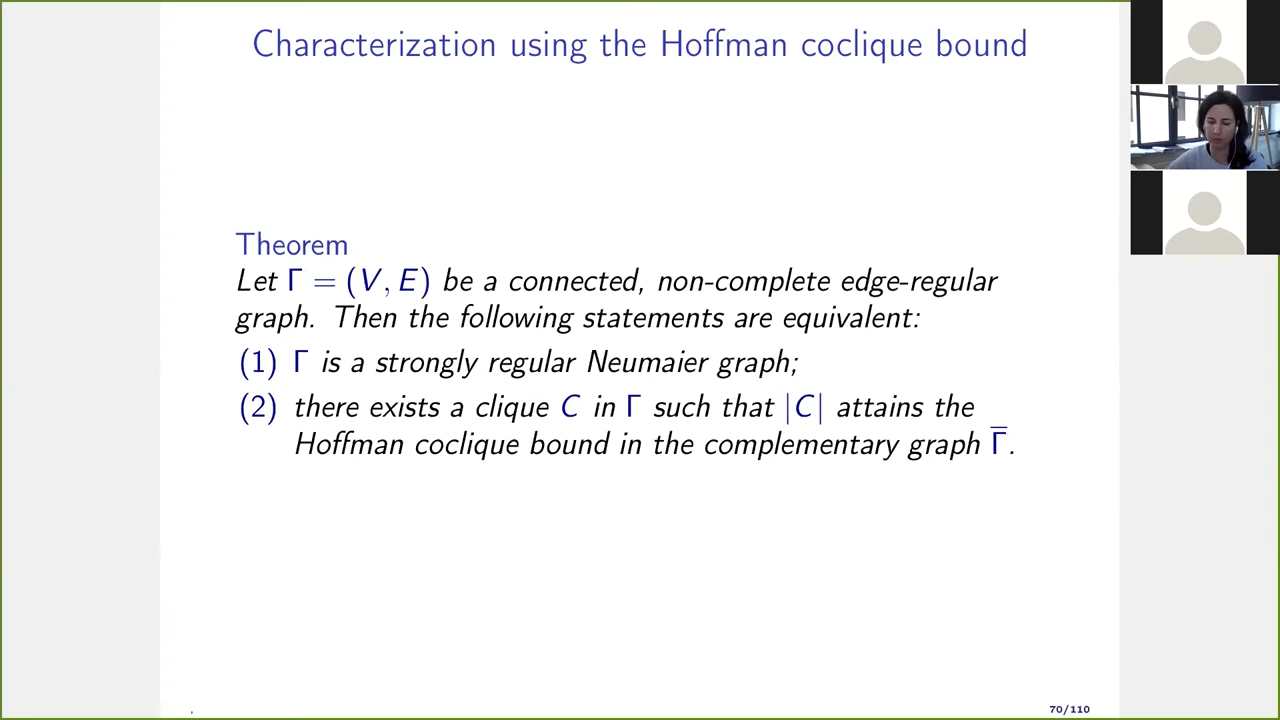 Characterization using the Hoffman coclique bound
Theorem
Let Γ = (V, E) be a connected, non-complete edge-regular
graph. Then the following statements are equivalent:
(1) Γ is a strongly regular Neumaier graph;
(2) there exists a clique C in Γ such that |C| attains the
Hoffman coclique bound in the complementary graph Γ̅.
70/110